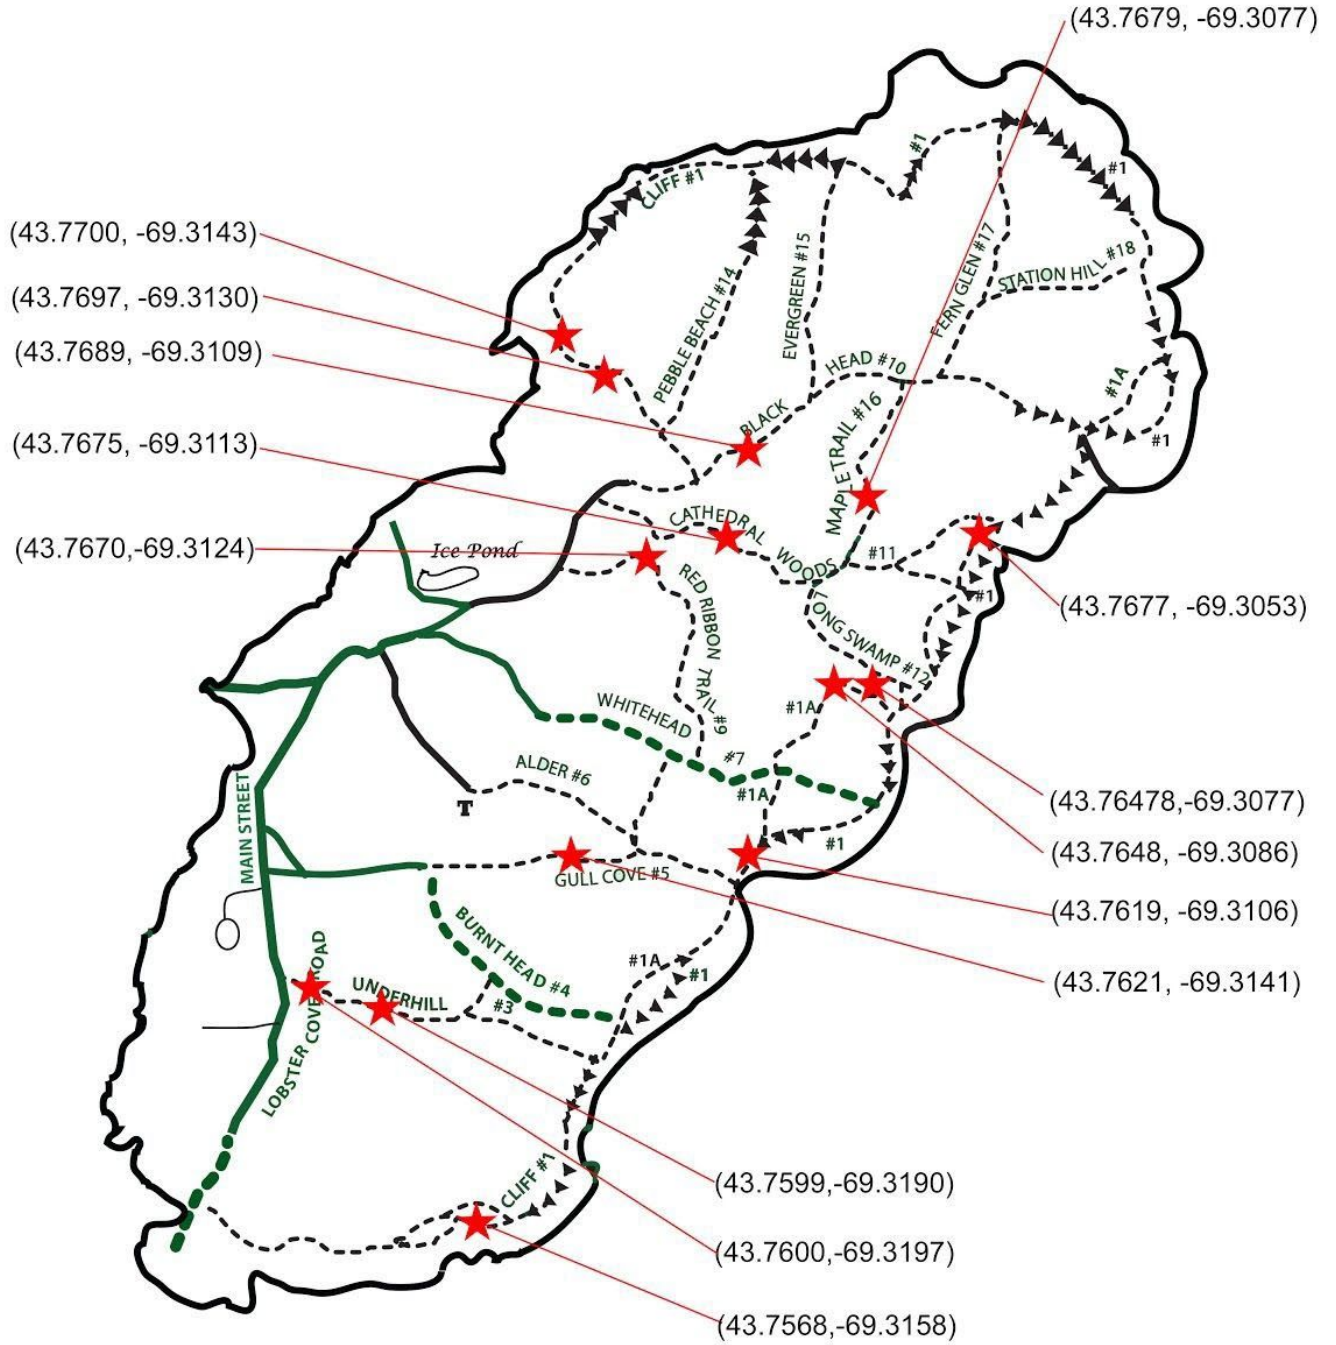 (43.7679, -69.3077)
#1
#1
CLIFF #1
(43.7700, -69.3143)
(43.7697, -69.3130)
(43.7689, -69.3109)
(43.7675, -69.3113)
(43.7670,-69.3124)
PEBBLE BEACH #14
EVERGREEN #15
FERN GLEN #17
STATION HILL #18
HEAD #10
BLACK
MAPLE TRAIL #16
#1A
#1
CATHEDRAL
WOODS
#11
Ice Pond
RED RIBBON TRAIL #9
LONG SWAMP #12
#1
(43.7677, -69.3053)
WHITEHEAD
#7
#1A
#1A
ALDER #6
T
#1
(43.76478,-69.3077)
(43.7648, -69.3086)
(43.7619, -69.3106)
(43.7621, -69.3141)
MAIN STREET
GULL COVE #5
BURNT HEAD #4
#1A
#1
UNDERHILL
#3
LOBSTER COVE ROAD
CLIFF #1
(43.7599,-69.3190)
(43.7600,-69.3197)
(43.7568,-69.3158)